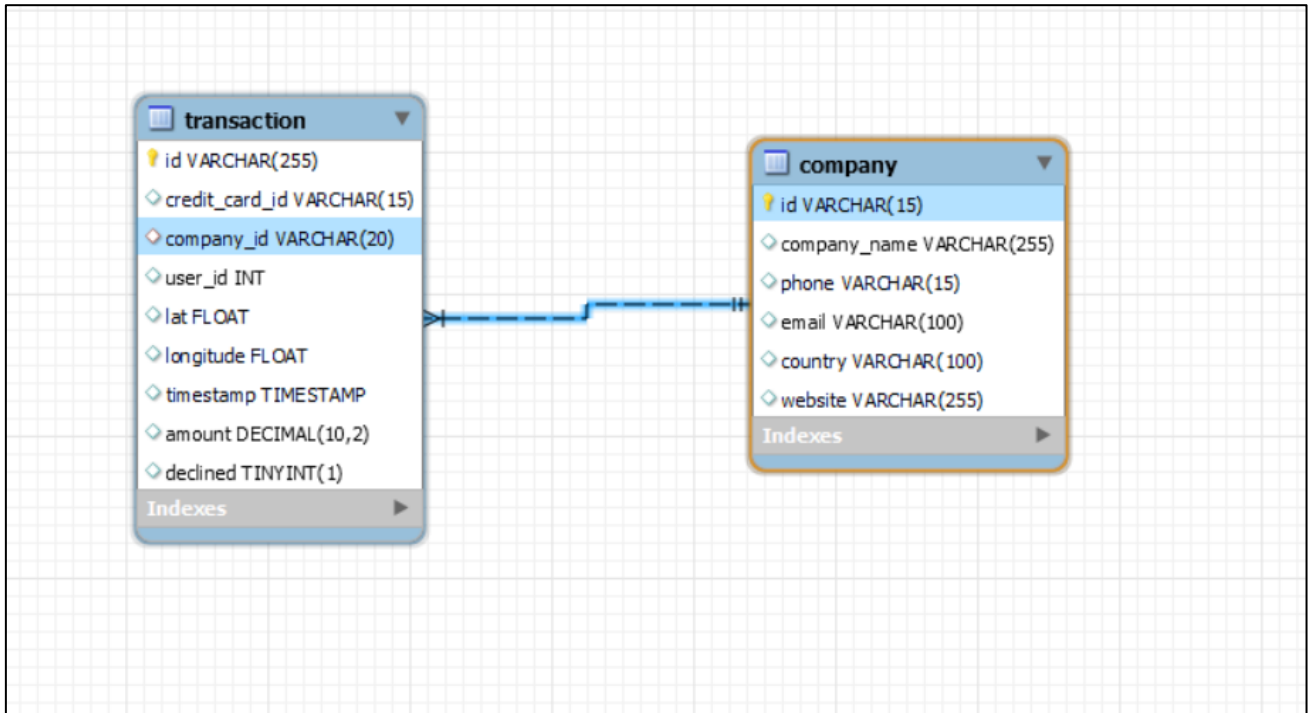 transaction
id VARCHAR(255)
credit_card_id VARCHAR(15)
company_id VARCHAR(20)
user_id INT
lat FLOAT
longitude FLOAT
timestamp TIMESTAMP
amount DECIMAL(10,2)
declined TINYINT(1)
Indexes
company
id VARCHAR(15)
company_name VARCHAR(255)
phone VARCHAR(15)
email VARCHAR(100)
country VARCHAR(100)
website VARCHAR(255)
Indexes